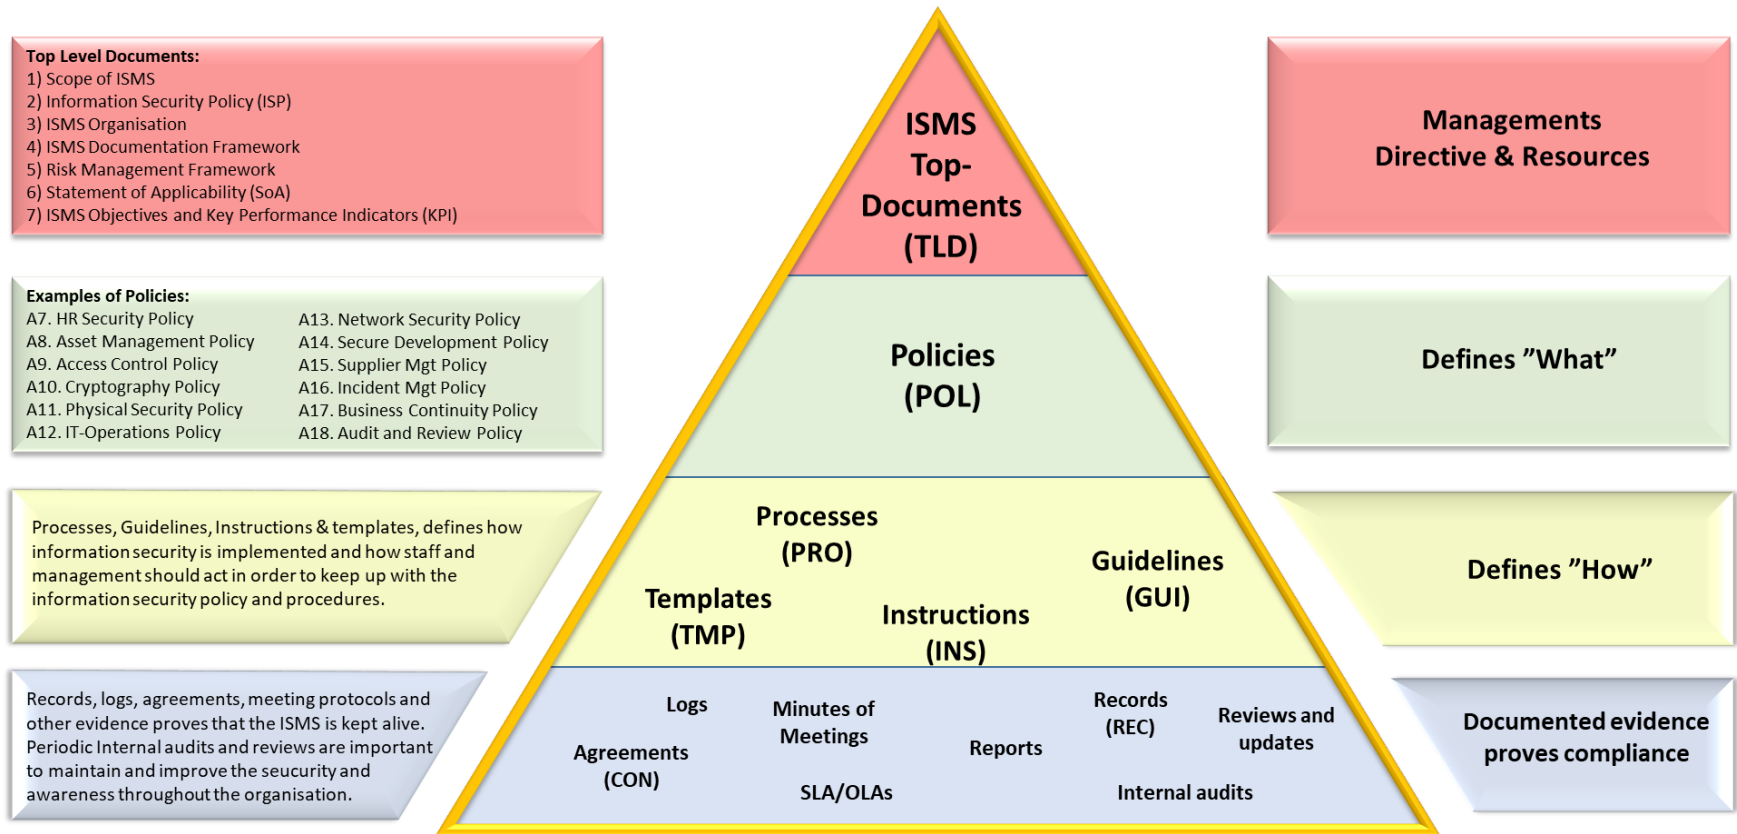 Top Level Documents:
1) Scope of ISMS
2) Information Security Policy (ISP)
3) ISMS Organisation
4) ISMS Documentation Framework
5) Risk Management Framework
6) Statement of Applicability (SoA)
7) ISMS Objectives and Key Performance Indicators (KPI)
ISMS
Top-
Documents
(TLD)
Managements
Directive & Resources
Examples of Policies:
A7. HR Security Policy
A8. Asset Management Policy
A9. Access Control Policy
A10. Cryptography Policy
A11. Physical Security Policy
A12. IT-Operations Policy
A13. Network Security Policy
A14. Secure Development Policy
A15. Supplier Mgt Policy
A16. Incident Mgt Policy
A17. Business Continuity Policy
A18. Audit and Review Policy
Policies
(POL)
Defines ”What”
Processes, Guidelines, Instructions & templates, defines how
information security is implemented and how staff and
management should act in order to keep up with the
information security policy and procedures.
Processes
(PRO)
Guidelines
(GUI)
Templates
(TMP)
Instructions
(INS)
Defines ”How”
Records, logs, agreements, meeting protocols and
other evidence proves that the ISMS is kept alive.
Periodic Internal audits and reviews are important
to maintain and improve the seucurity and
awareness throughout the organisation.
Logs
Minutes of
Meetings
Records
(REC)
Reviews and
updates
Agreements
(CON)
Reports
SLA/OLAs
Internal audits
Documented evidence
proves compliance